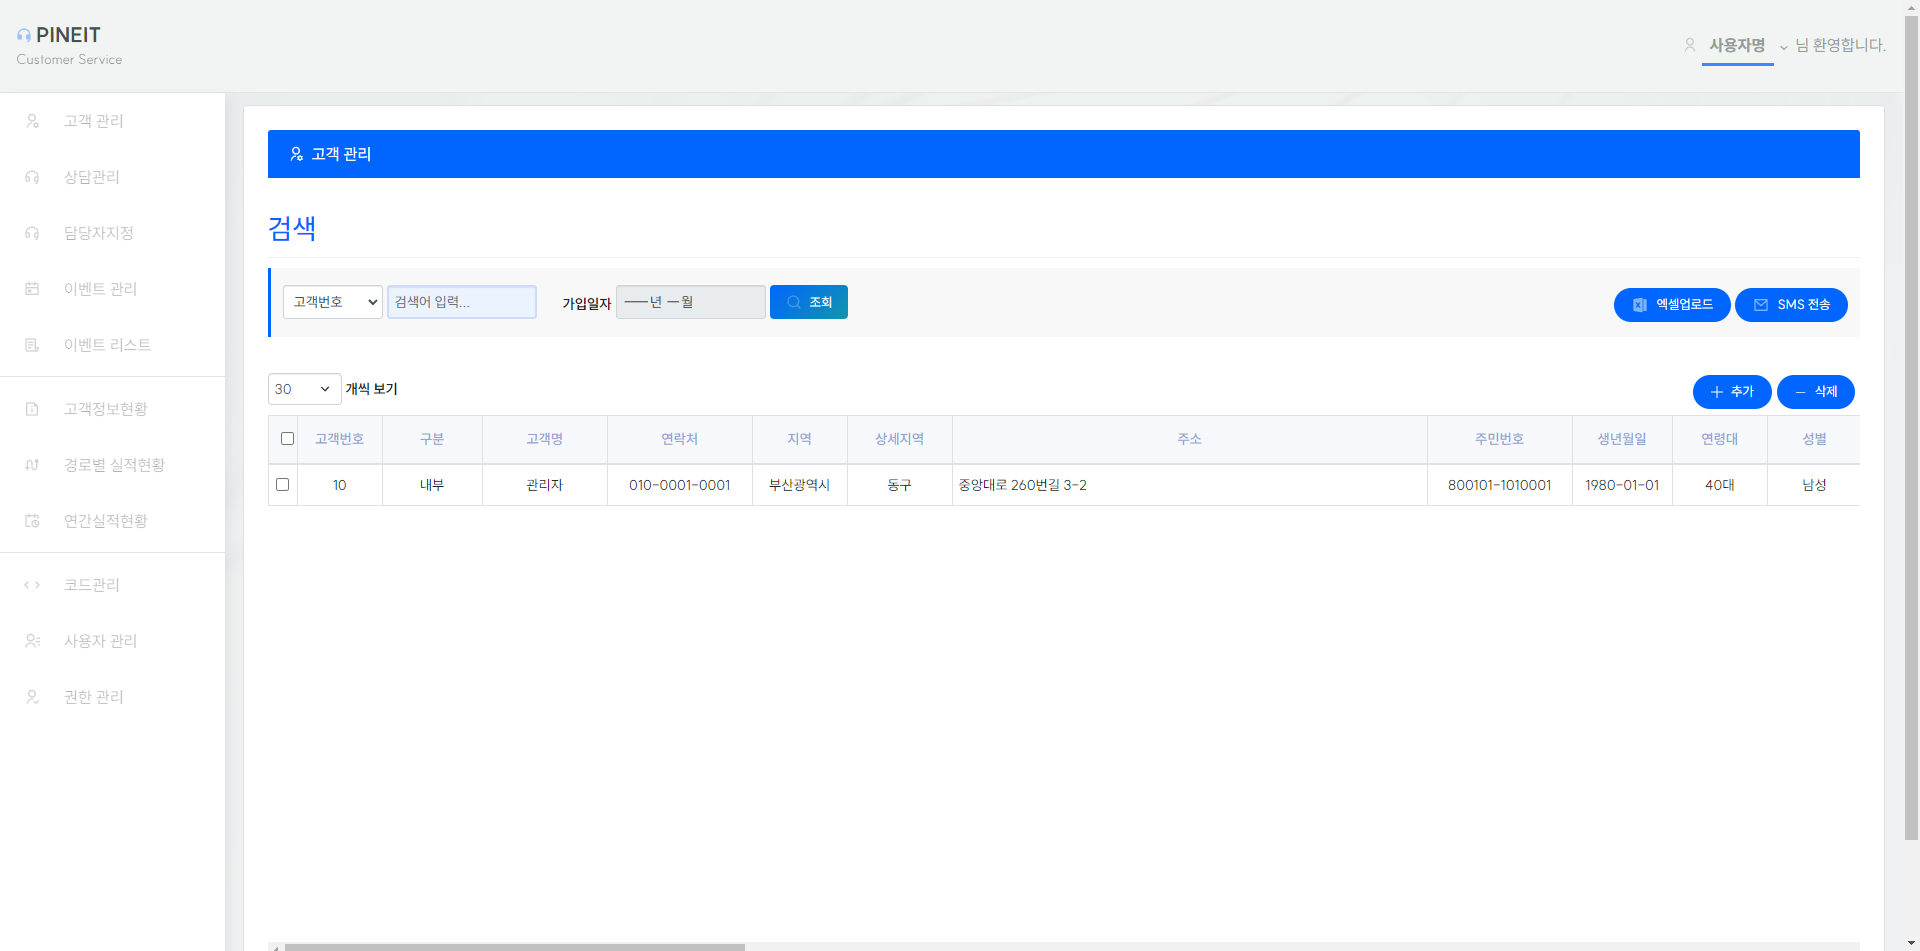 PINEIT
Customer Service
사용자명 님 환영합니다.
고객 관리
상담관리
담당자지정
이벤트 관리
이벤트 리스트
고객정보현황
경로별 실적현황
연간실적현황
코드관리
사용자 관리
권한 관리
고객 관리
검색
고객번호 검색어 입력... 가입일자 ----년 --월 조회 엑셀업로드 SMS 전송
30 개씩 보기 + 추가 - 삭제
고객번호 구분 고객명 연락처 지역 상세지역 주소 주민번호 생년월일 연령대 성별
10 내부 관리자 010-0001-0001 부산광역시 동구 중앙대로 260번길 3-2 800101-1010001 1980-01-01 40대 남성